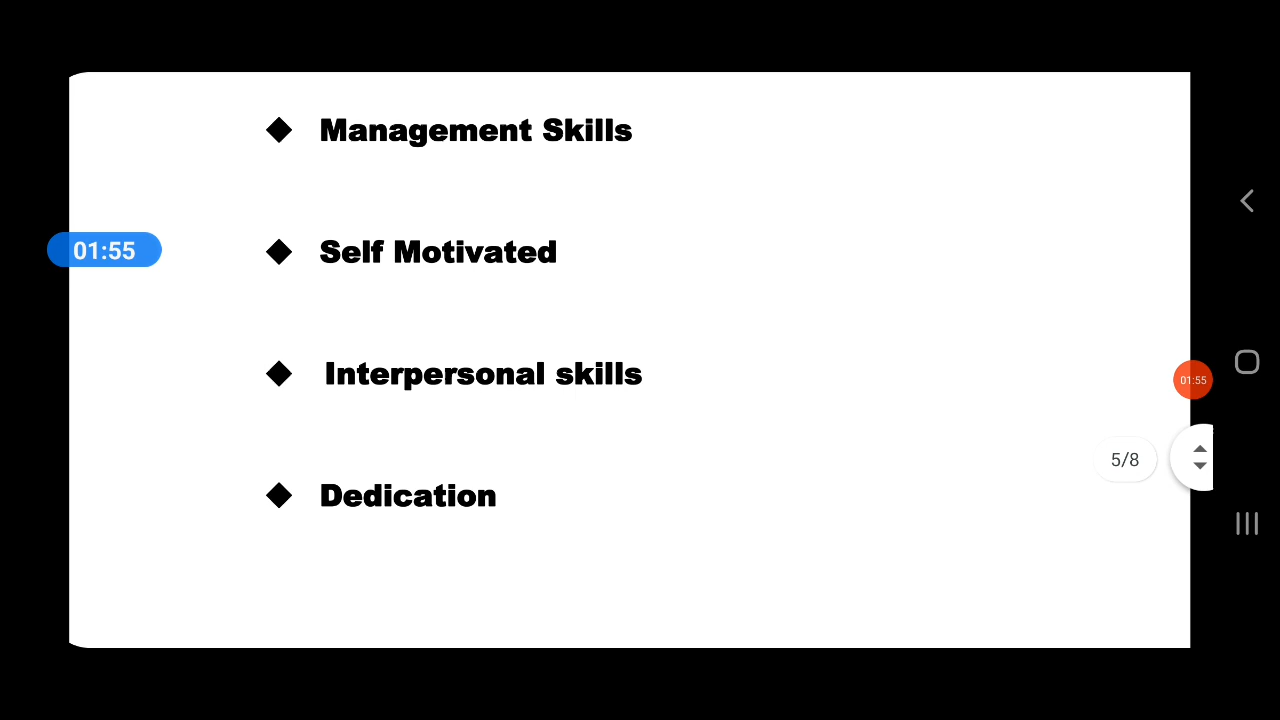 Management Skills
01:55
Self Motivated
Interpersonal skills
01:55
5/8
Dedication